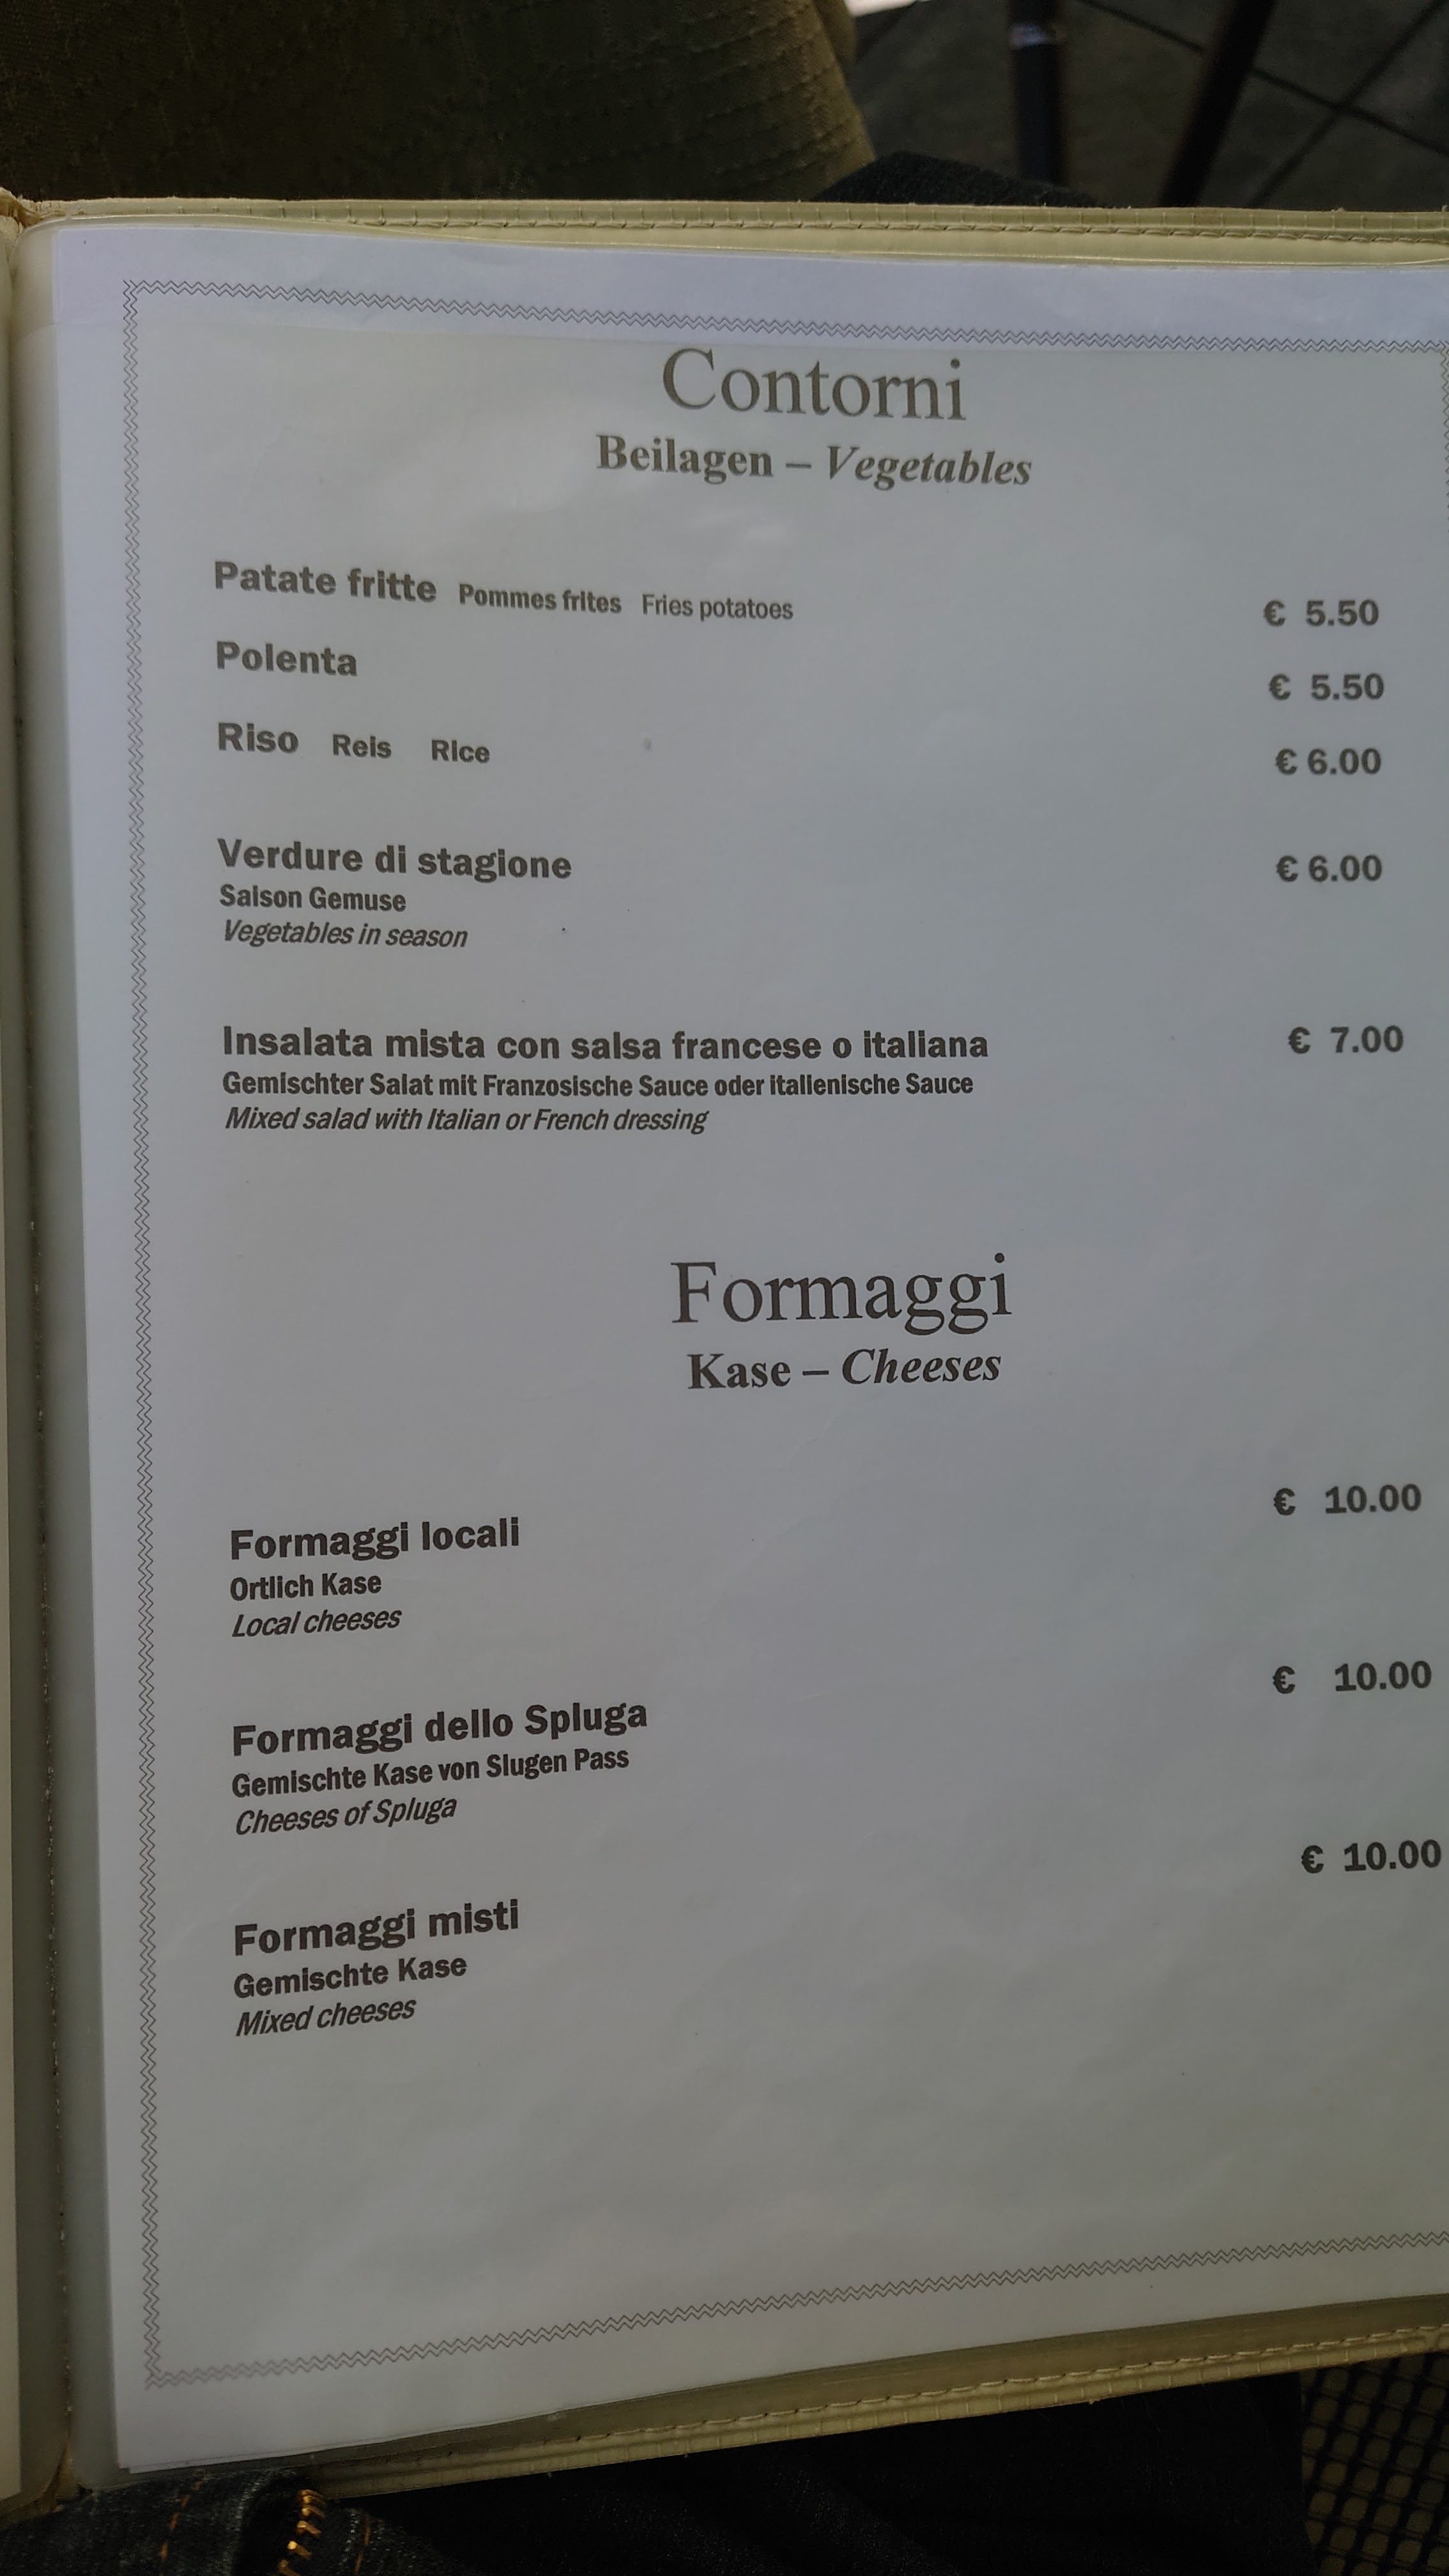 Contorni
Beilagen – Vegetables
Patate fritte Pommes frites Fries potatoes € 5.50
Polenta € 5.50
Riso Reis Rice € 6.00
Verdure di stagione € 6.00
Saison Gemuse
Vegetables in season
Insalata mista con salsa francese o italiana € 7.00
Gemischter Salat mit Franzosische Sauce oder italienische Sauce
Mixed salad with Italian or French dressing
Formaggi
Kase – Cheeses
€ 10.00
Formaggi locali
Ortlich Kase
Local cheeses
€ 10.00
Formaggi dello Spluga
Gemischte Kase von Slugen Pass
Cheeses of Spluga
€ 10.00
Formaggi misti
Gemischte Kase
Mixed cheeses